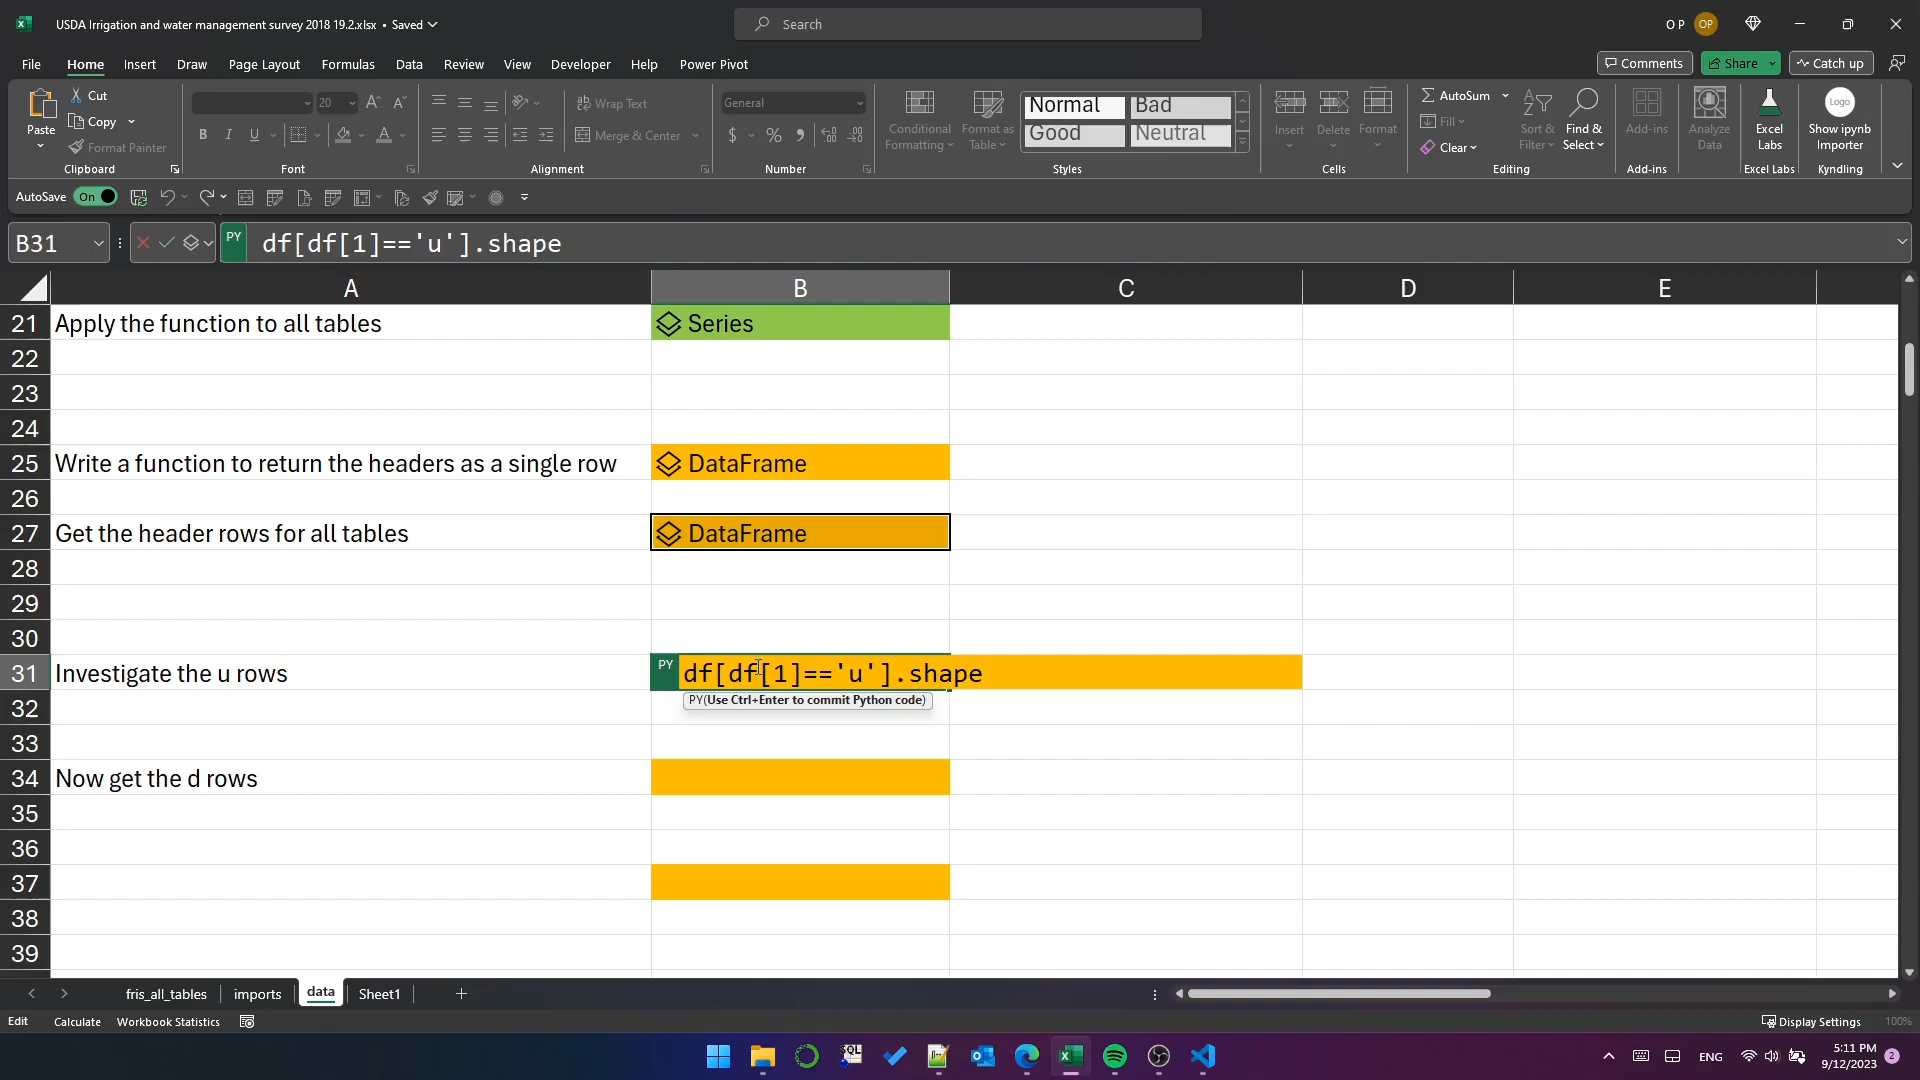 USDA Irrigation and water management survey 2018 19.2.xlsx • Saved
Search
O P
OP
File
Home
Insert
Draw
Page Layout
Formulas
Data
Review
View
Developer
Help
Power Pivot
Comments
Share
Catch up
Paste
Cut
Copy
Format Painter
Clipboard
20
A
A
B
I
U
A
Font
Wrap Text
Merge & Center
Alignment
General
$ % ,
Number
Conditional
Formatting
Format as
Table
Normal
Bad
Good
Neutral
Styles
Insert
Delete
Format
Cells
AutoSum
Fill
Clear
Sort &
Filter
Find &
Select
Editing
Add-ins
Add-ins
Analyze
Data
Excel
Labs
Excel Labs
Logo
Show ipynb
Importer
Kyndling
AutoSave
On
B31
PY
df[df[1]=='u'].shape
A
B
C
D
E
21 Apply the function to all tables
Series
22
23
24
25 Write a function to return the headers as a single row
DataFrame
26
27 Get the header rows for all tables
DataFrame
28
29
30
31 Investigate the u rows
PY df[df[1]=='u'].shape
32
PY(Use Ctrl+Enter to commit Python code)
33
34 Now get the d rows
35
36
37
38
39
fris_all_tables
imports
data
Sheet1
Edit
Calculate
Workbook Statistics
Display Settings
100%
SQL
ENG
5:11 PM
9/12/2023
2